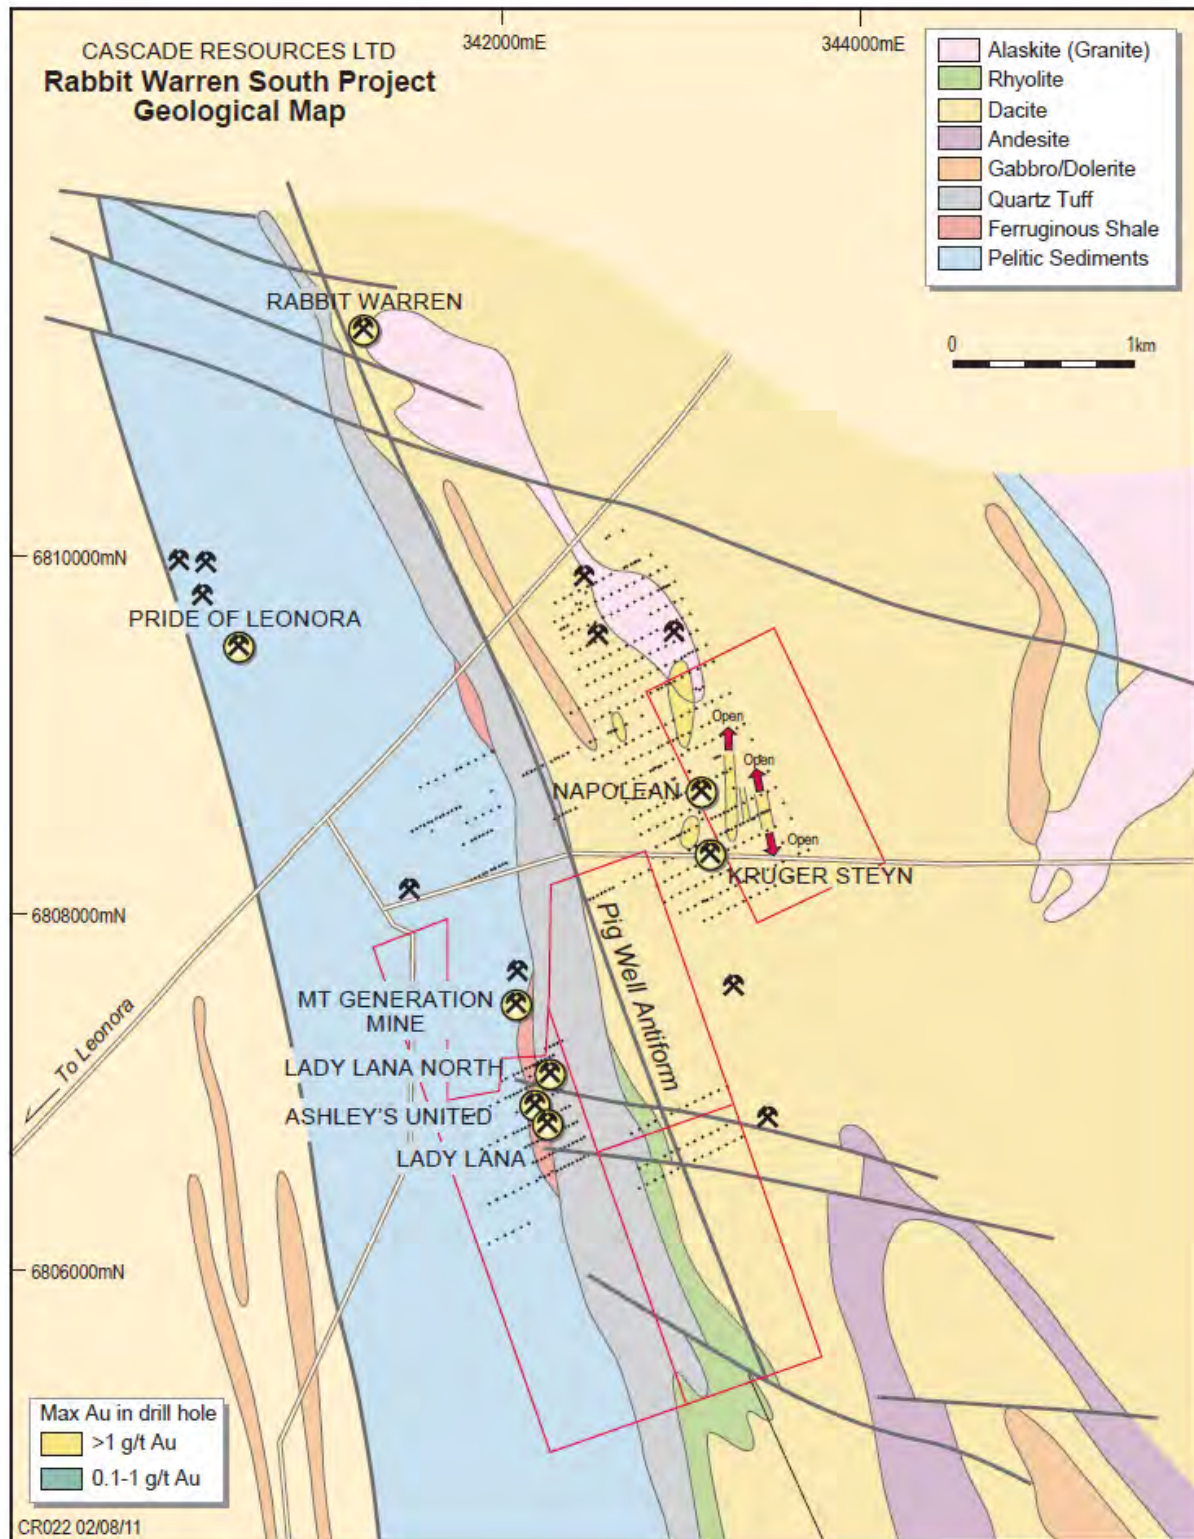 342000mE
344000mE
CASCADE RESOURCES LTD
Rabbit Warren South Project
Geological Map
Alaskite (Granite)
Rhyolite
Dacite
Andesite
Gabbro/Dolerite
Quartz Tuff
Ferruginous Shale
Pelitic Sediments
0 1km
RABBIT WARREN
6810000mN
PRIDE OF LEONORA
Open
Open
NAPOLEAN
Open
KRUGER STEYN
6808000mN
Pig Well Antiform
MT GENERATION
MINE
To Leonora
LADY LANA NORTH
ASHLEY'S UNITED
LADY LANA
6806000mN
Max Au in drill hole
>1 g/t Au
0.1-1 g/t Au
CR022 02/08/11